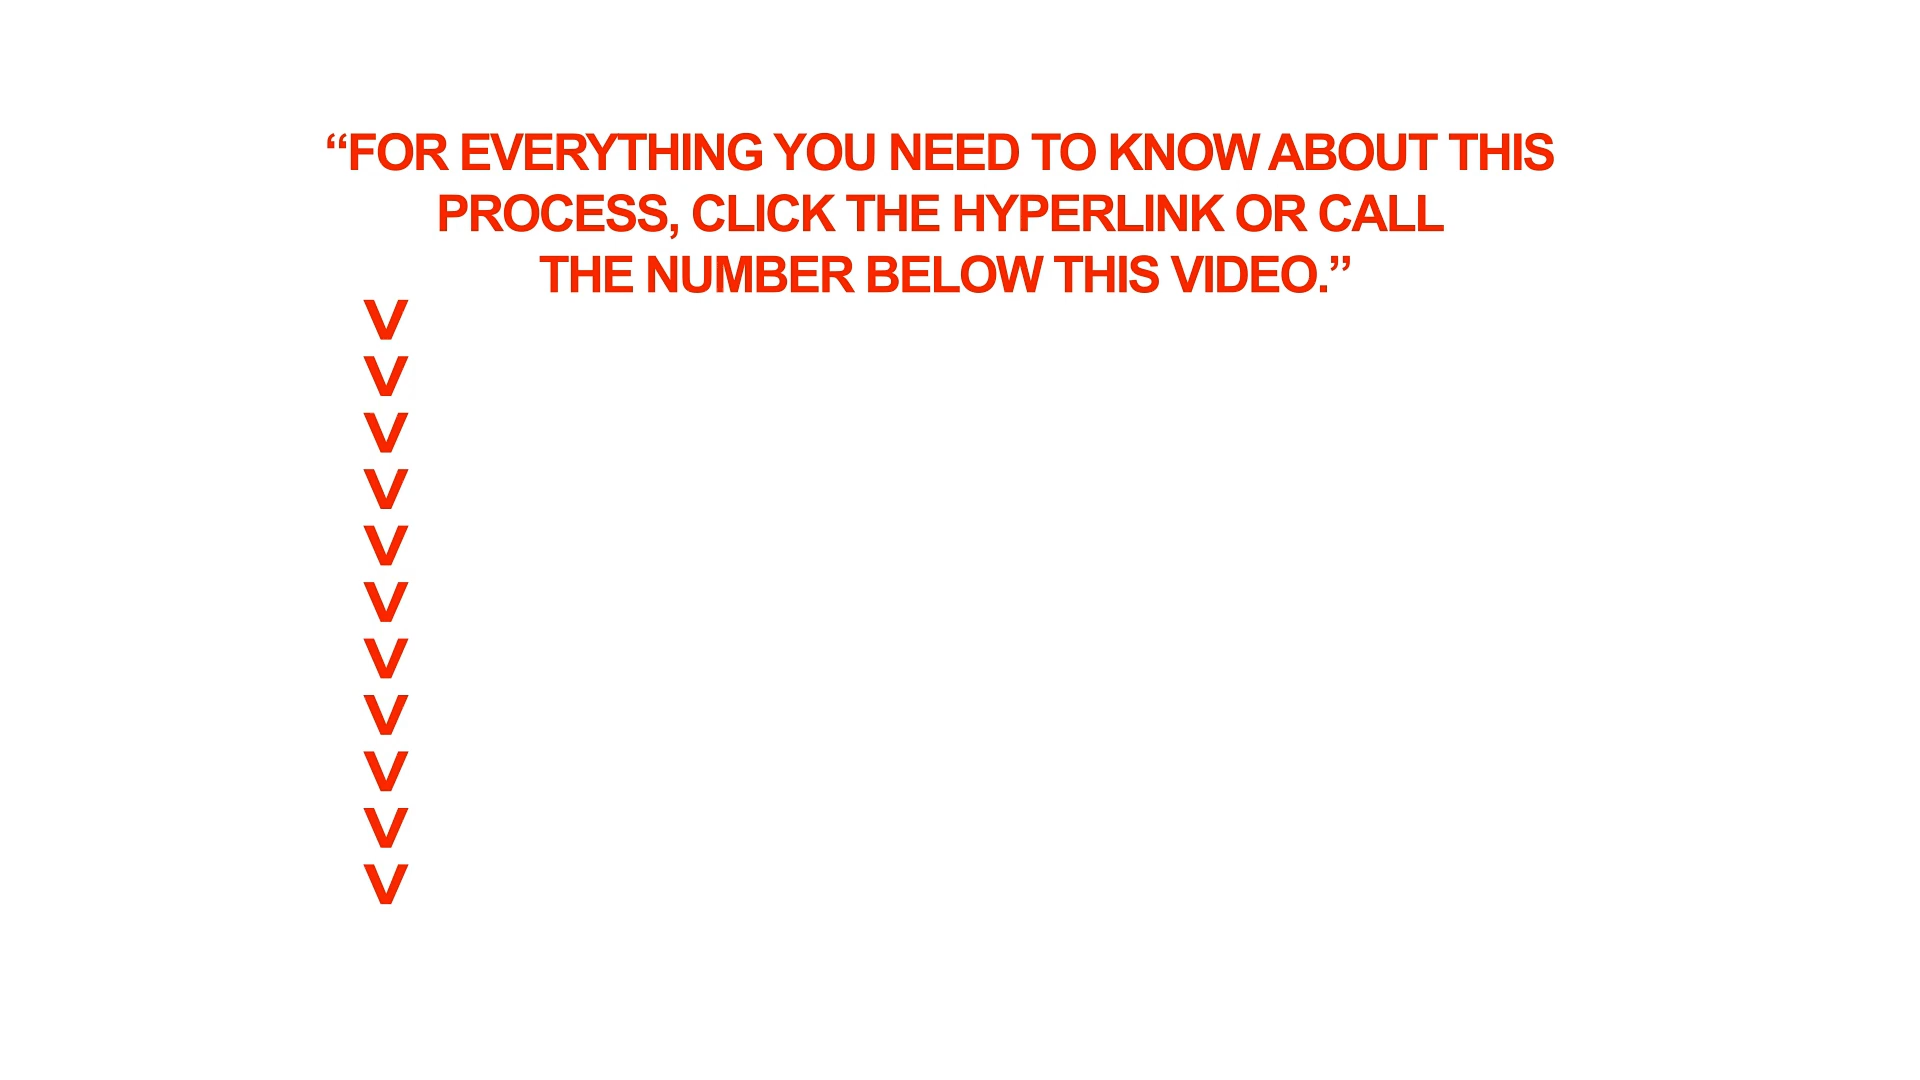 “FOR EVERYTHING YOU NEED TO KNOW ABOUT THIS
PROCESS, CLICK THE HYPERLINK OR CALL
THE NUMBER BELOW THIS VIDEO.”
V
V
V
V
V
V
V
V
V
V
V